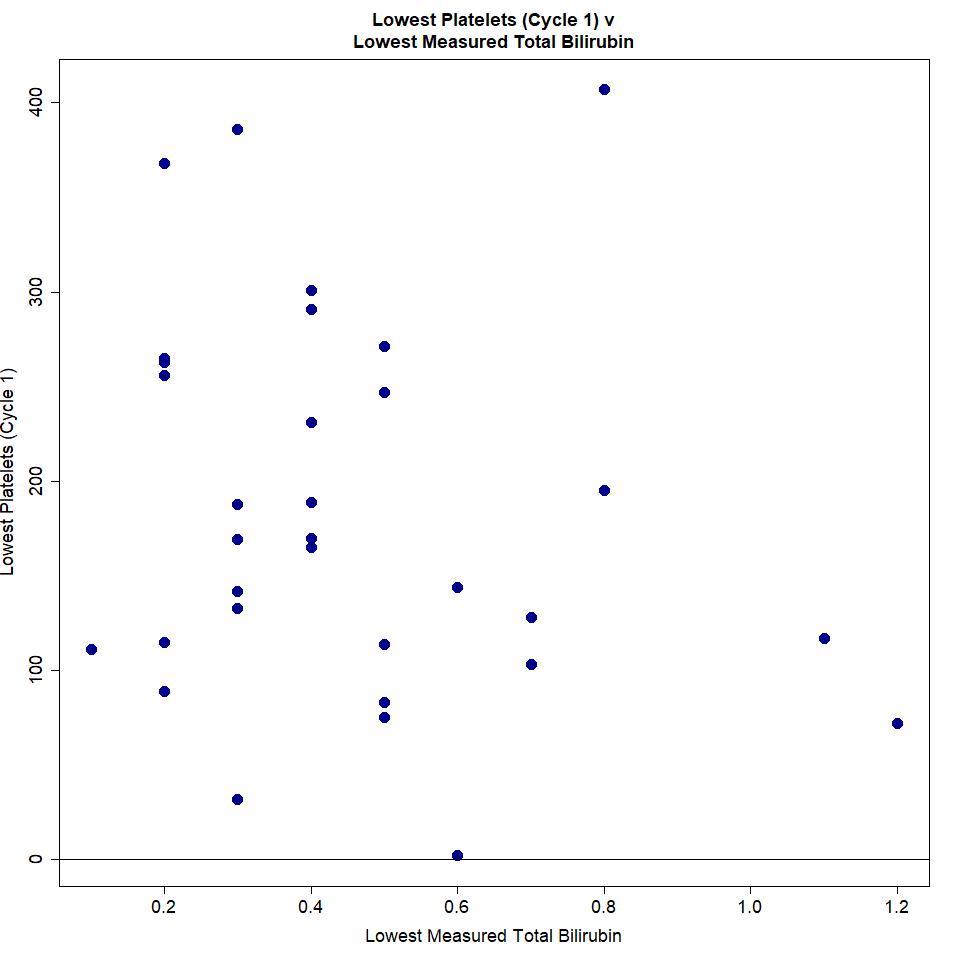 Lowest Platelets (Cycle 1) v
Lowest Measured Total Bilirubin
400
300
200
100
0
Lowest Platelets (Cycle 1)
0.2 0.4 0.6 0.8 1.0 1.2
Lowest Measured Total Bilirubin